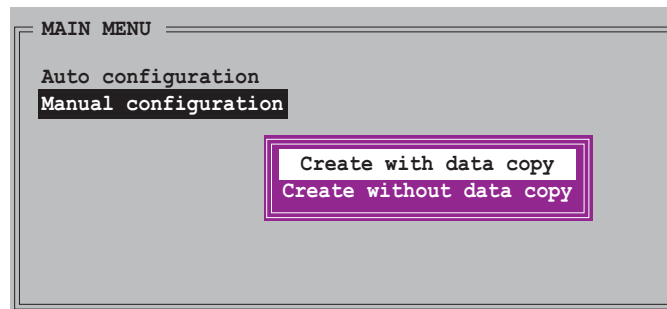 MAIN MENU
Auto configuration
Manual configuration
Create with data copy
Create without data copy